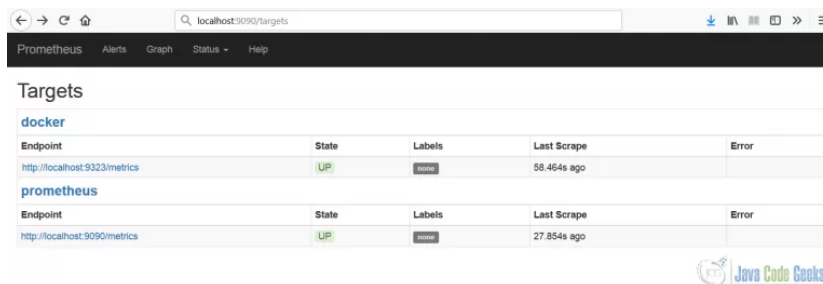 localhost:9090/targets
Prometheus Alerts Graph Status Help
Targets
docker
Endpoint State Labels Last Scrape Error
http://localhost:9323/metrics UP none 58.464s ago
prometheus
Endpoint State Labels Last Scrape Error
http://localhost:9090/metrics UP none 27.854s ago
JCG Java Code Geeks